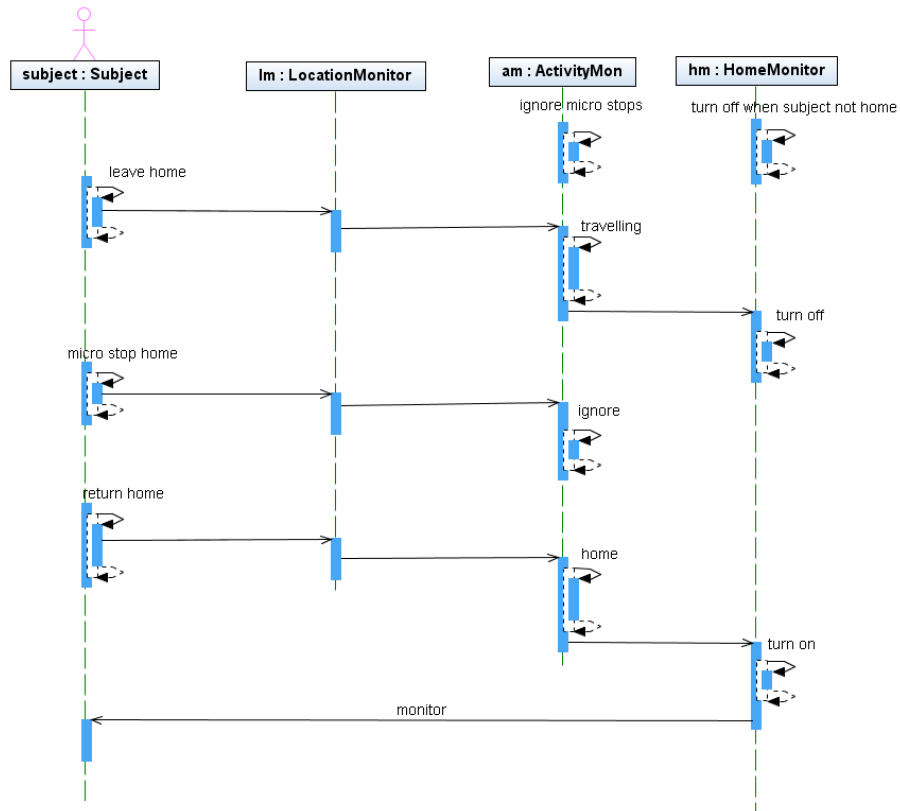 subject : Subject
lm : LocationMonitor
am : ActivityMon
hm : HomeMonitor
ignore micro stops
turn off when subject not home
leave home
travelling
turn off
micro stop home
ignore
return home
home
turn on
monitor